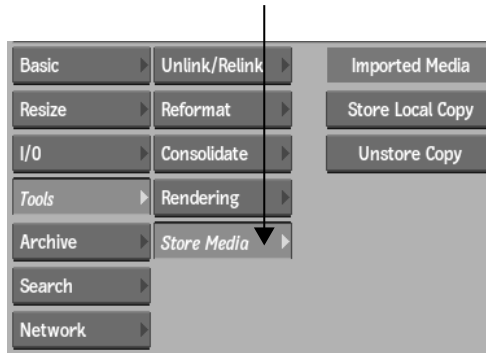 Basic Unlink/Relink Imported Media
Resize Reformat Store Local Copy
I/O Consolidate Unstore Copy
Tools Rendering
Archive Store Media
Search
Network